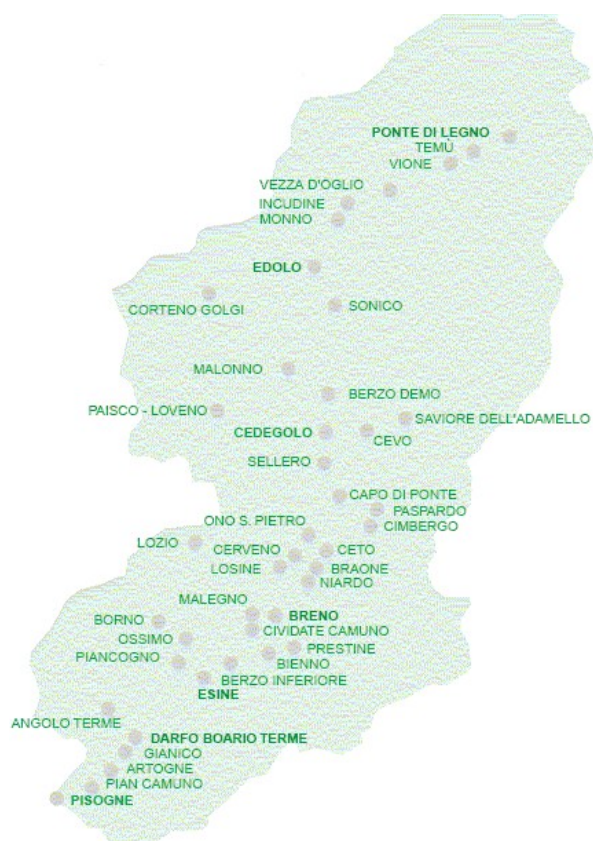 PONTE DI LEGNO
TEMÙ
VIONE
VEZZA D'OGLIO
INCUDINE
MONNO
EDOLO
CORTENO GOLGI
SONICO
MALONNO
BERZO DEMO
PAISCO - LOVENO
SAVIORE DELL'ADAMELLO
CEDEGOLO
CEVO
SELLERO
CAPO DI PONTE
PASPARDO
ONO S. PIETRO
CIMBERGO
LOZIO
CERVENO
CETO
LOSINE
BRAONE
NIARDO
MALEGNO
BRENO
BORNO
CIVIDATE CAMUNO
OSSIMO
PRESTINE
PIANCOGNO
BIENNO
BERZO INFERIORE
ESINE
ANGOLO TERME
DARFO BOARIO TERME
GIANICO
ARTOGNE
PIAN CAMUNO
PISOGNE